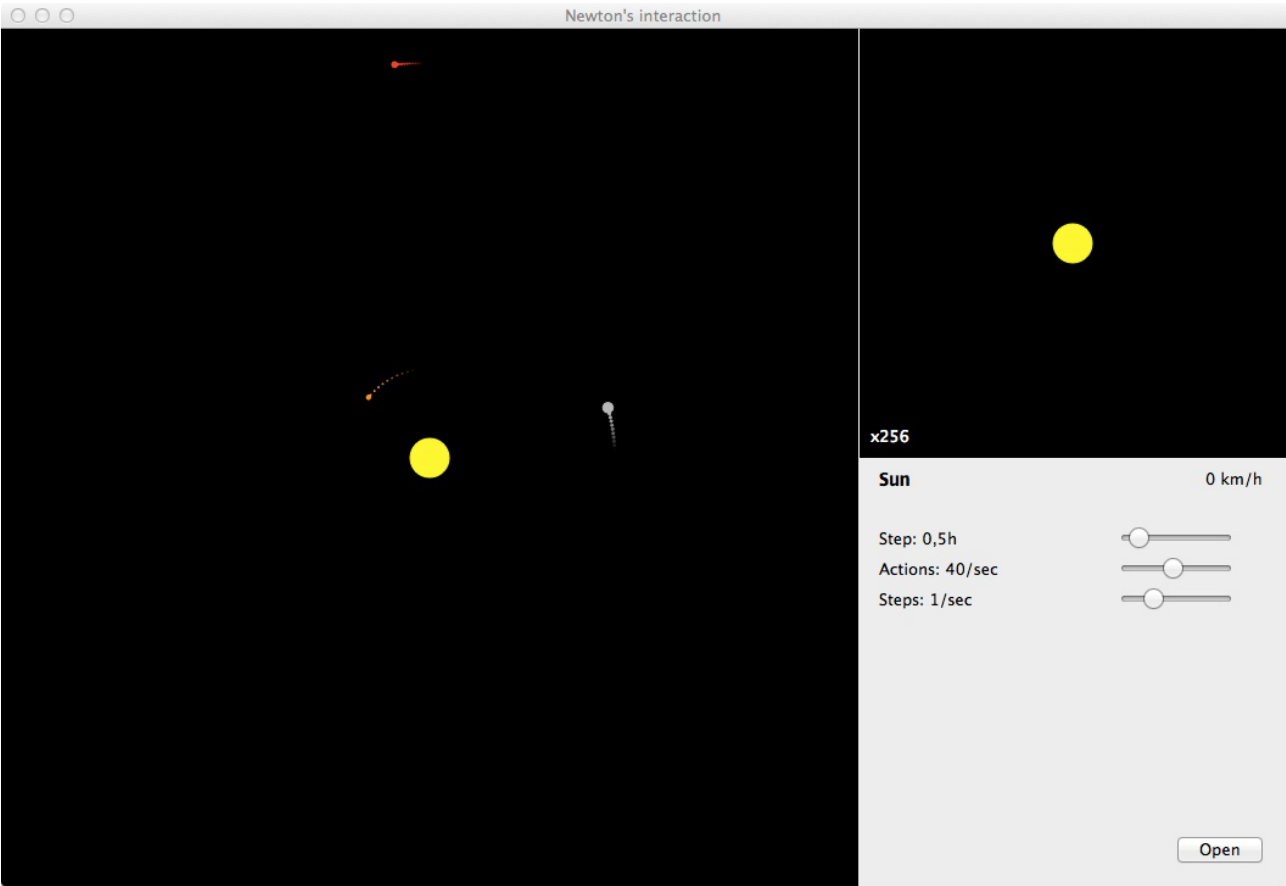 Newton's interaction
x256
Sun 0 km/h
Step: 0,5h
Actions: 40/sec
Steps: 1/sec
Open